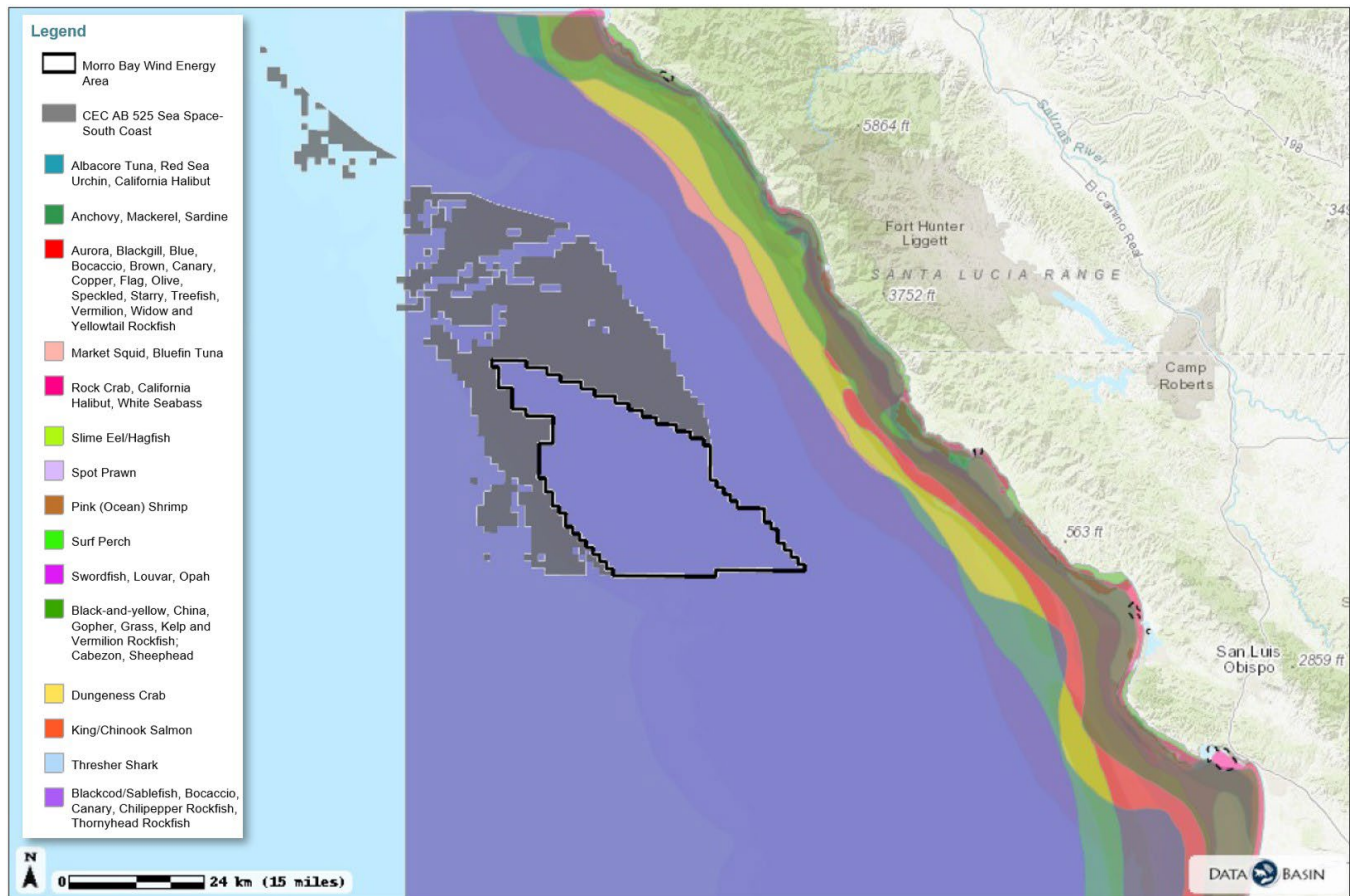 Legend
Morro Bay Wind Energy
Area
CEC AB 525 Sea Space-
South Coast
Albacore Tuna, Red Sea
Urchin, California Halibut
Anchovy, Mackerel, Sardine
Aurora, Blackgill, Blue,
Bocaccio, Brown, Canary,
Copper, Flag, Olive,
Speckled, Starry, Treefish,
Vermilion, Widow and
Yellowtail Rockfish
Market Squid, Bluefin Tuna
Rock Crab, California
Halibut, White Seabass
Slime Eel/Hagfish
Spot Prawn
Pink (Ocean) Shrimp
Surf Perch
Swordfish, Louvar, Opah
Black-and-yellow, China,
Gopher, Grass, Kelp and
Vermilion Rockfish;
Cabezon, Sheephead
Dungeness Crab
King/Chinook Salmon
Thresher Shark
Blackcod/Sablefish, Bocaccio,
Canary, Chilipepper Rockfish,
Thornyhead Rockfish
N
0 24 km (15 miles)
5864 ft
Salinas River
198
El Camino Real
349
Fort Hunter
Liggett
SANTA LUCIA RANGE
3752 ft
Camp
Roberts
563 ft
S
San Luis
Obispo
2859 ft
DATA BASIN